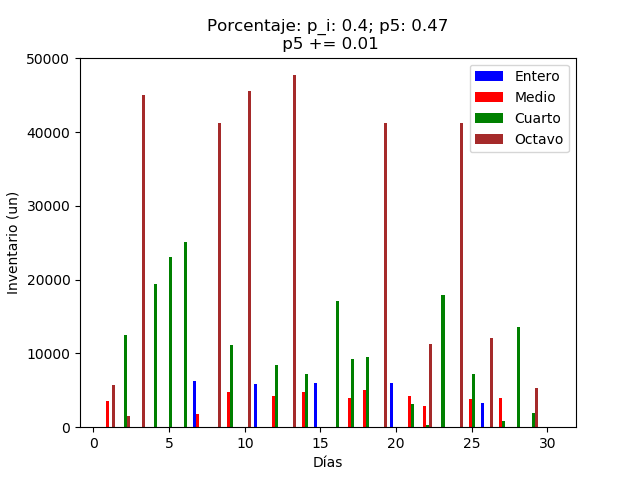 Porcentaje: p_i: 0.4; p5: 0.47
p5 += 0.01
50000
40000
30000
20000
10000
0
Inventario (un)
Entero
Medio
Cuarto
Octavo
0 5 10 15 20 25 30
Días